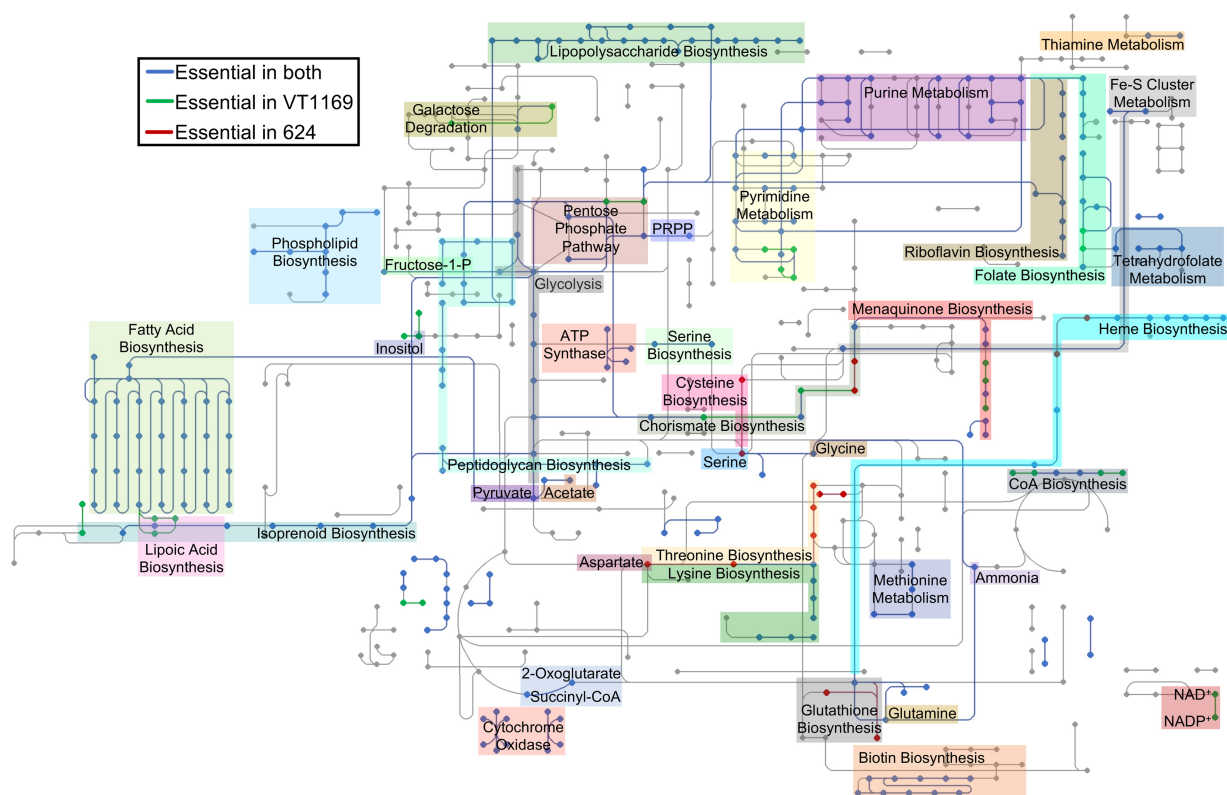 Lipopolysaccharide Biosynthesis
Thiamine Metabolism
Essential in both
Essential in VT1169
Essential in 624
Galactose
Degradation
Purine Metabolism
Fe-S Cluster
Metabolism
Phospholipid
Biosynthesis
Pentose
Phosphate
Pathway
PRPP
Pyrimidine
Metabolism
Riboflavin Biosynthesis
Folate Biosynthesis
Tetrahydrofolate
Metabolism
Fructose-1-P
Glycolysis
Menaquinone Biosynthesis
Heme Biosynthesis
Fatty Acid
Biosynthesis
Inositol
ATP
Synthase
Serine
Biosynthesis
Cysteine
Biosynthesis
Chorismate Biosynthesis
Peptidoglycan Biosynthesis
Serine
Glycine
Pyruvate
Acetate
CoA Biosynthesis
Isoprenoid Biosynthesis
Lipoic Acid
Biosynthesis
Aspartate
Threonine Biosynthesis
Lysine Biosynthesis
Methionine
Metabolism
Ammonia
2-Oxoglutarate
Succinyl-CoA
Cytochrome
Oxidase
Glutathione
Biosynthesis
Glutamine
NAD⁺
NADP⁺
Biotin Biosynthesis